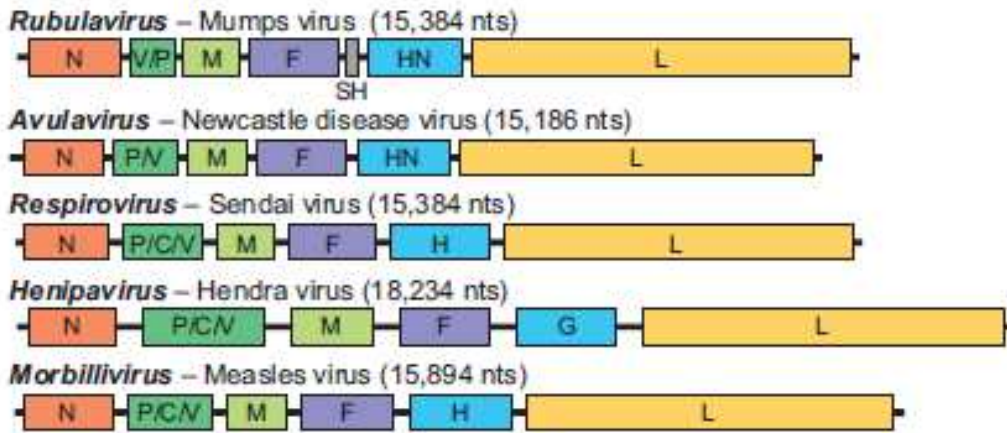 Rubulavirus – Mumps virus (15,384 nts)
N V/P M F HN L
SH
Avulavirus – Newcastle disease virus (15,186 nts)
N P/V M F HN L
Respirovirus – Sendai virus (15,384 nts)
N P/C/V M F H L
Henipavirus – Hendra virus (18,234 nts)
N P/C/V M F G L
Morbillivirus – Measles virus (15,894 nts)
N P/C/V M F H L